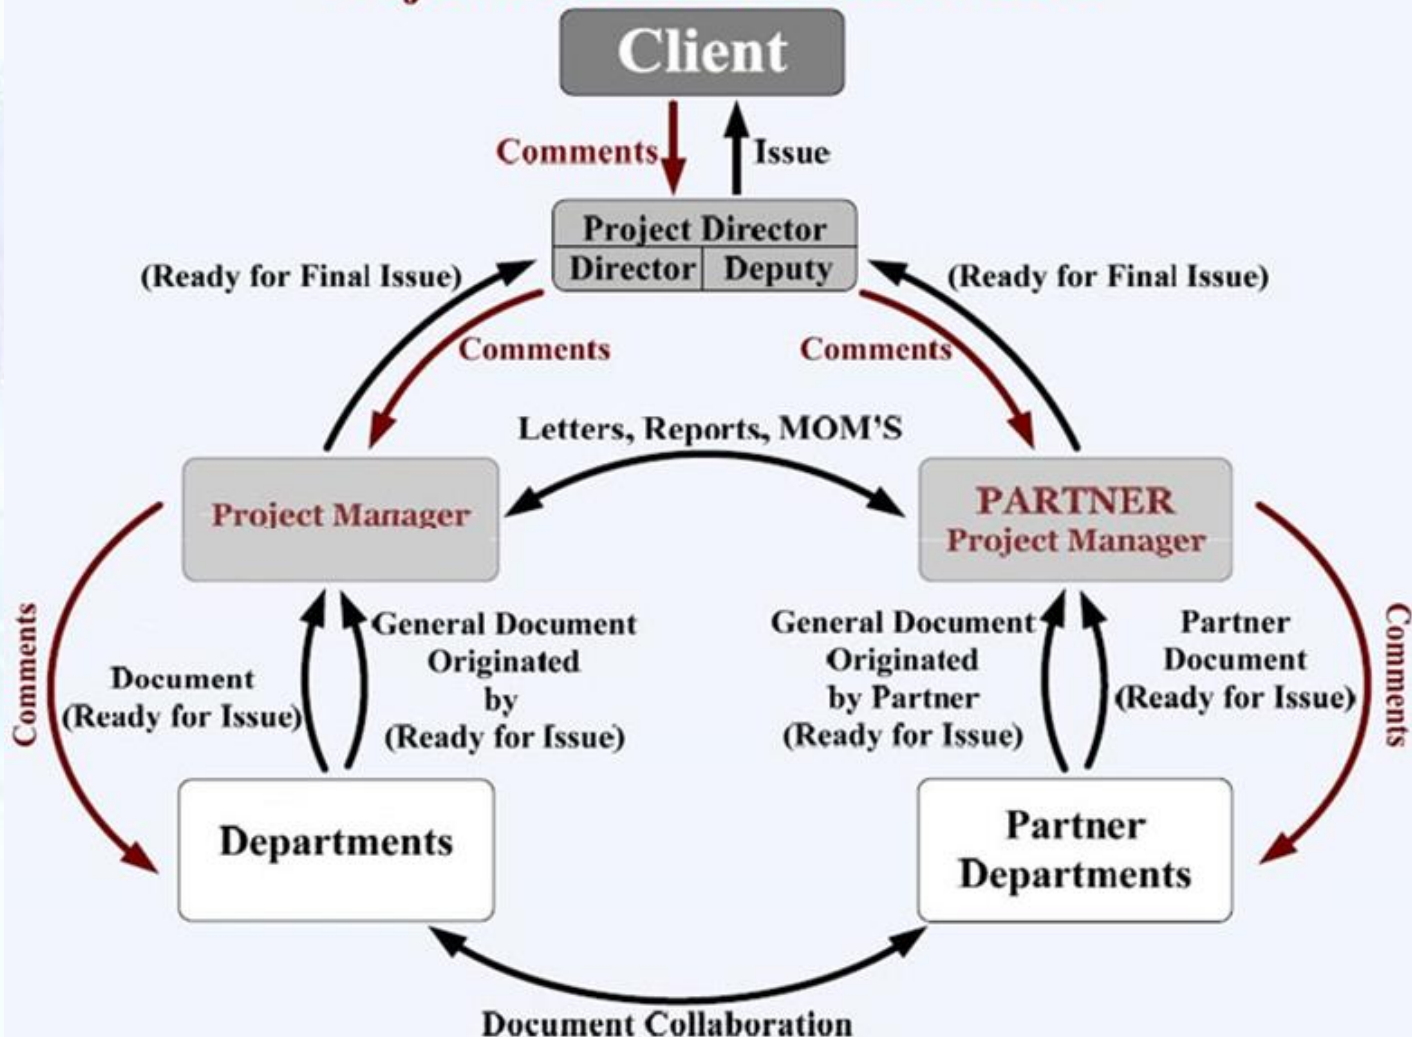 Client
Comments
Issue
Project Director
Director
Deputy
(Ready for Final Issue)
(Ready for Final Issue)
Comments
Comments
Letters, Reports, MOM'S
Project Manager
PARTNER
Project Manager
Comments
Document
(Ready for Issue)
General Document
Originated
by
(Ready for Issue)
General Document
Originated
by Partner
(Ready for Issue)
Partner
Document
(Ready for Issue)
Comments
Departments
Partner
Departments
Document Collaboration